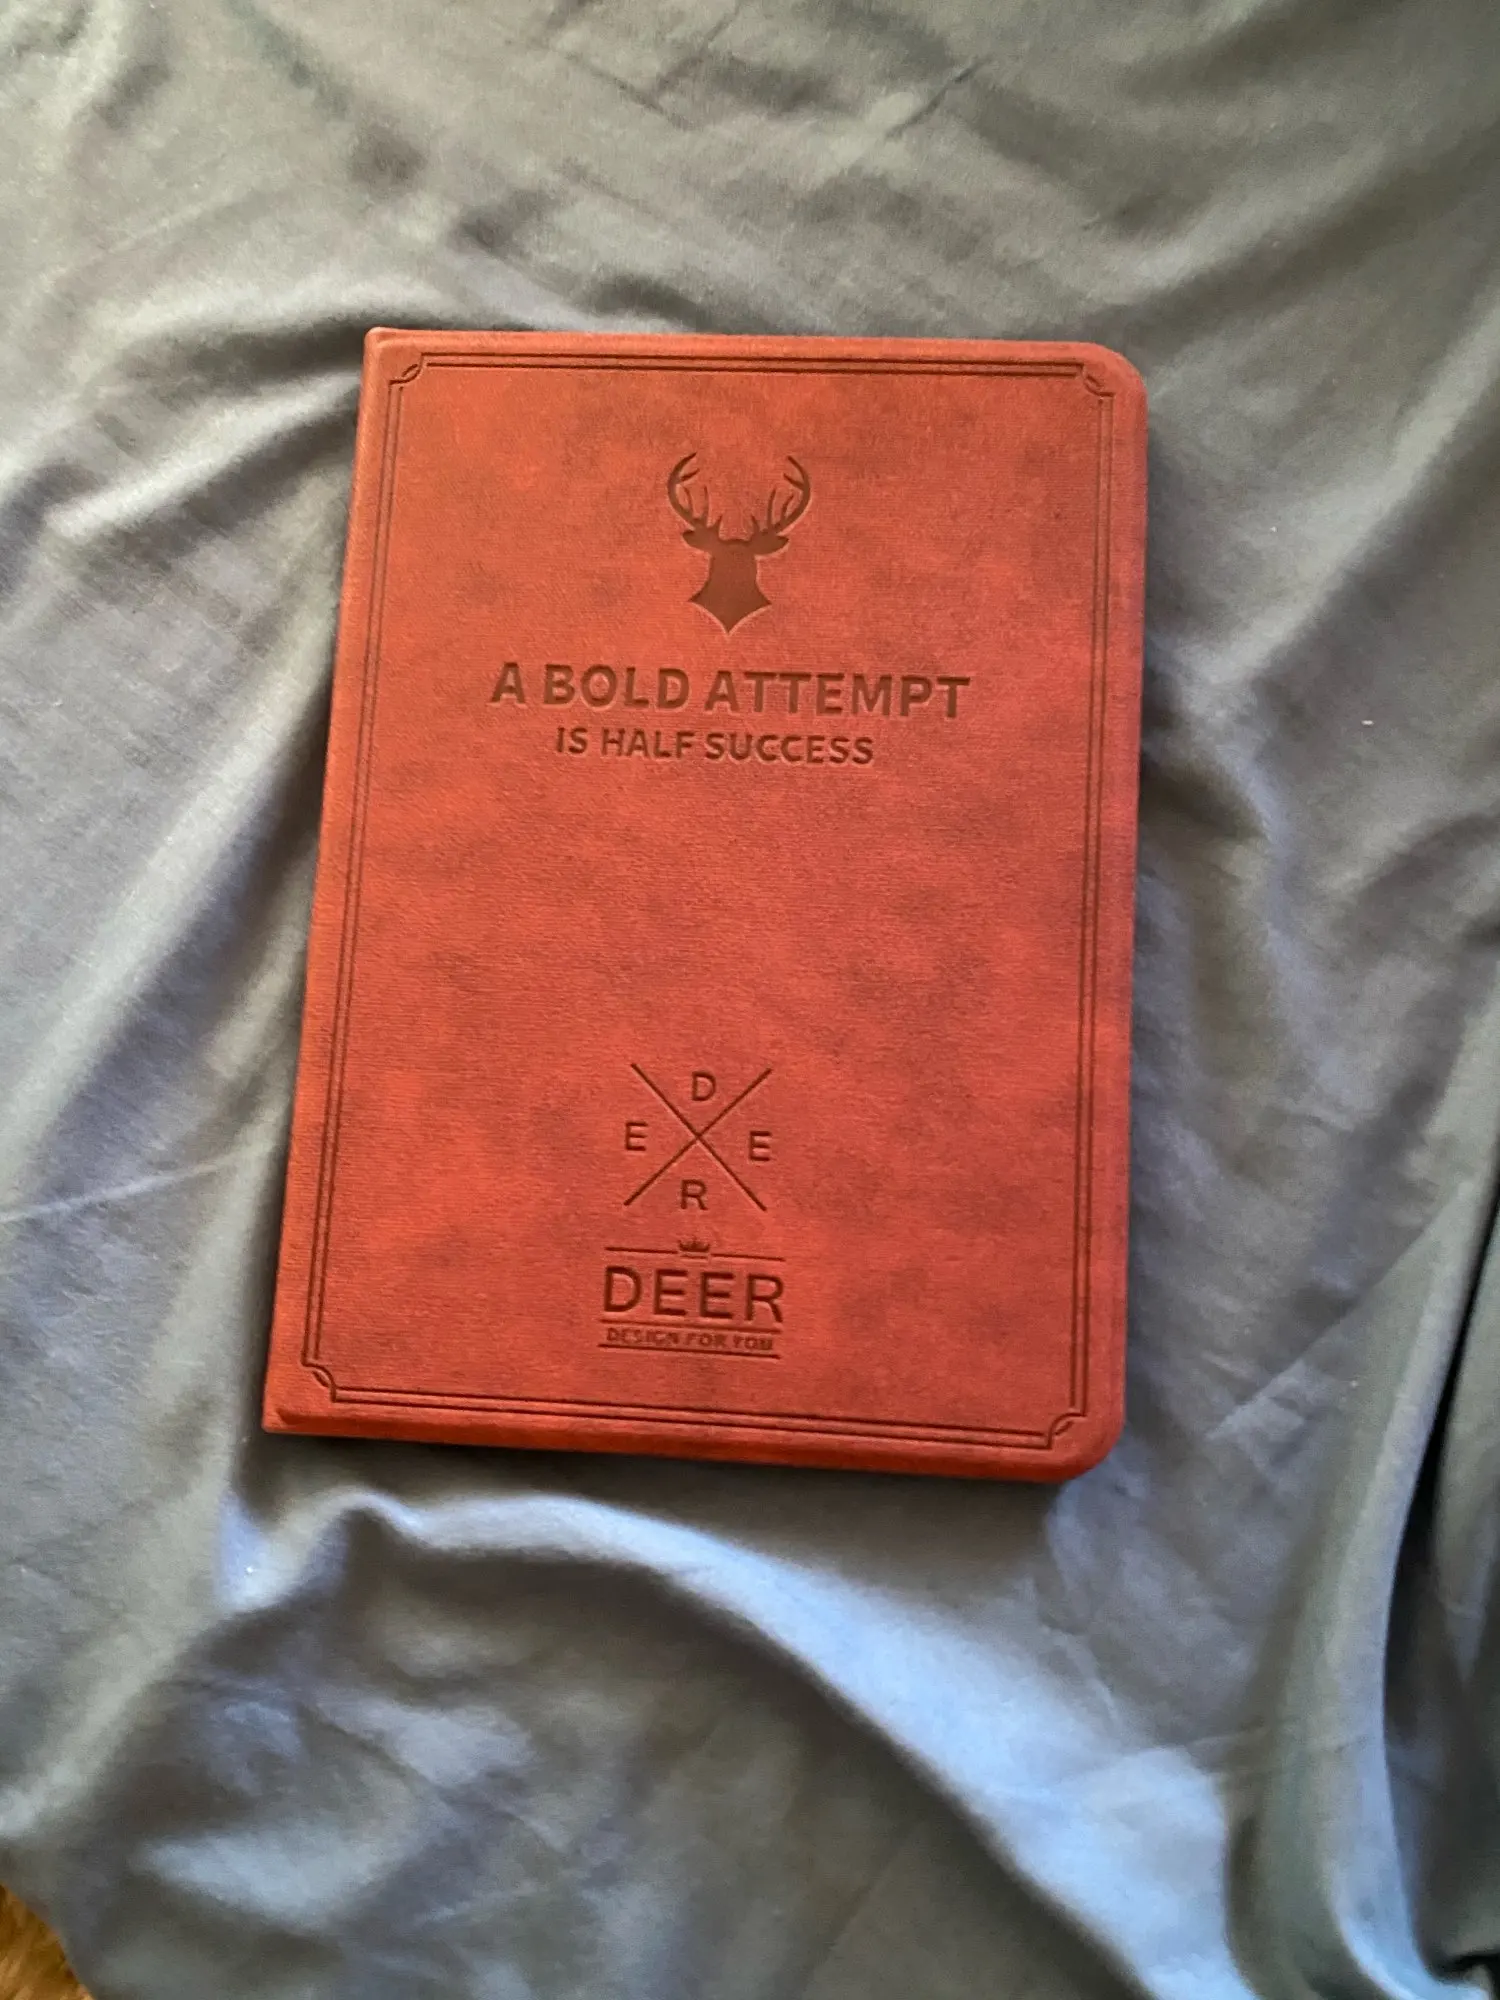 A BOLD ATTEMPT
IS HALF SUCCESS
D
E E
R
DEER
DESIGN FOR YOU